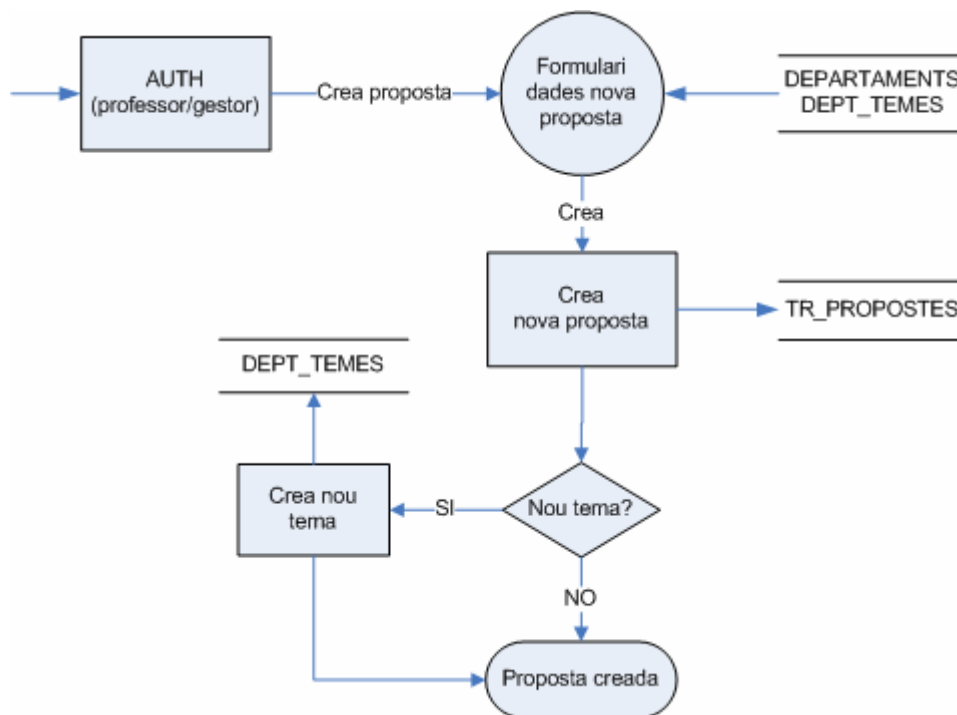 AUTH
(professor/gestor)
Crea proposta
Formulari
dades nova
proposta
DEPARTAMENTS
DEPT_TEMES
Crea
Crea
nova proposta
TR_PROPOSTES
DEPT_TEMES
Crea nou
tema
SI
Nou tema?
NO
Proposta creada